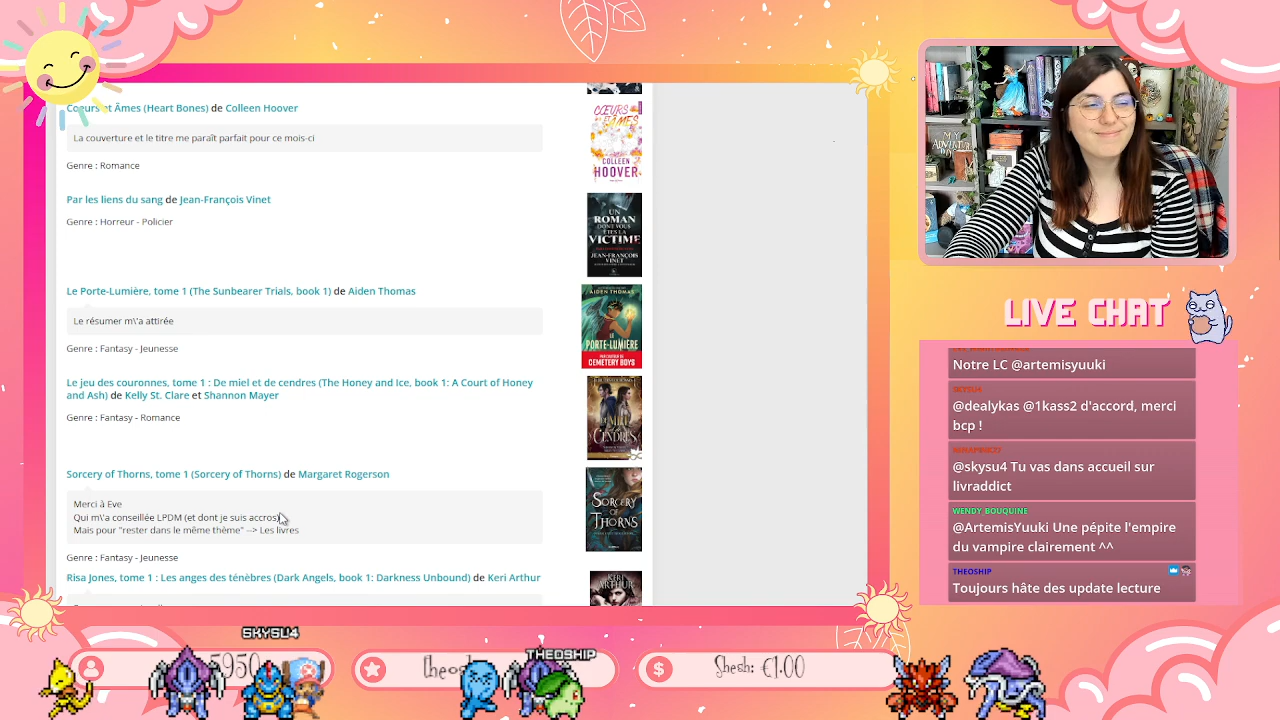 Cœurs et Âmes (Heart Bones) de Colleen Hoover
La couverture et le titre me paraît parfait pour ce mois-ci
Genre : Romance
Par les liens du sang de Jean-François Vinet
Genre : Horreur - Policier
Le Porte-Lumière, tome 1 (The Sunbearer Trials, book 1) de Aiden Thomas
Le résumer m\'a attirée
Genre : Fantasy - Jeunesse
Le jeu des couronnes, tome 1 : De miel et de cendres (The Honey and Ice, book 1: A Court of Honey
and Ash) de Kelly St. Clare et Shannon Mayer
Genre : Fantasy - Romance
Sorcery of Thorns, tome 1 (Sorcery of Thorns) de Margaret Rogerson
Merci à Eve
Qui m\'a conseillée LPDM (et dont je suis accros)
Mais pour "rester dans le même thème" --> Les livres
Genre : Fantasy - Jeunesse
Risa Jones, tome 1 : Les anges des ténèbres (Dark Angels, book 1: Darkness Unbound) de Keri Arthur
CŒURS
ET ÂMES
COLLEEN
HOOVER
UN
ROMAN
DONT VOUS
ÊTES LA
VICTIME
JEAN-FRANÇOIS
VINET
AIDEN THOMAS
LE
PORTE-LUMIÈRE
PAR L'AUTEUR DE
CEMETERY BOYS
CENDRES
SORCERY
OF
THORNS
KERI
ARTHUR
MY
ADVENTURE
LIVE CHAT
Notre LC @artemisyuuki
SKYSU4
@dealykas @1kass2 d'accord, merci
bcp !
@skysu4 Tu vas dans accueil sur
livraddict
WENDY BOUQUINE
@ArtemisYuuki Une pépite l'empire
du vampire clairement ^^
THEOSHIP
Toujours hâte des update lecture
SKYSU4
5950
THEOSHIP
$
Shesh: €1.00